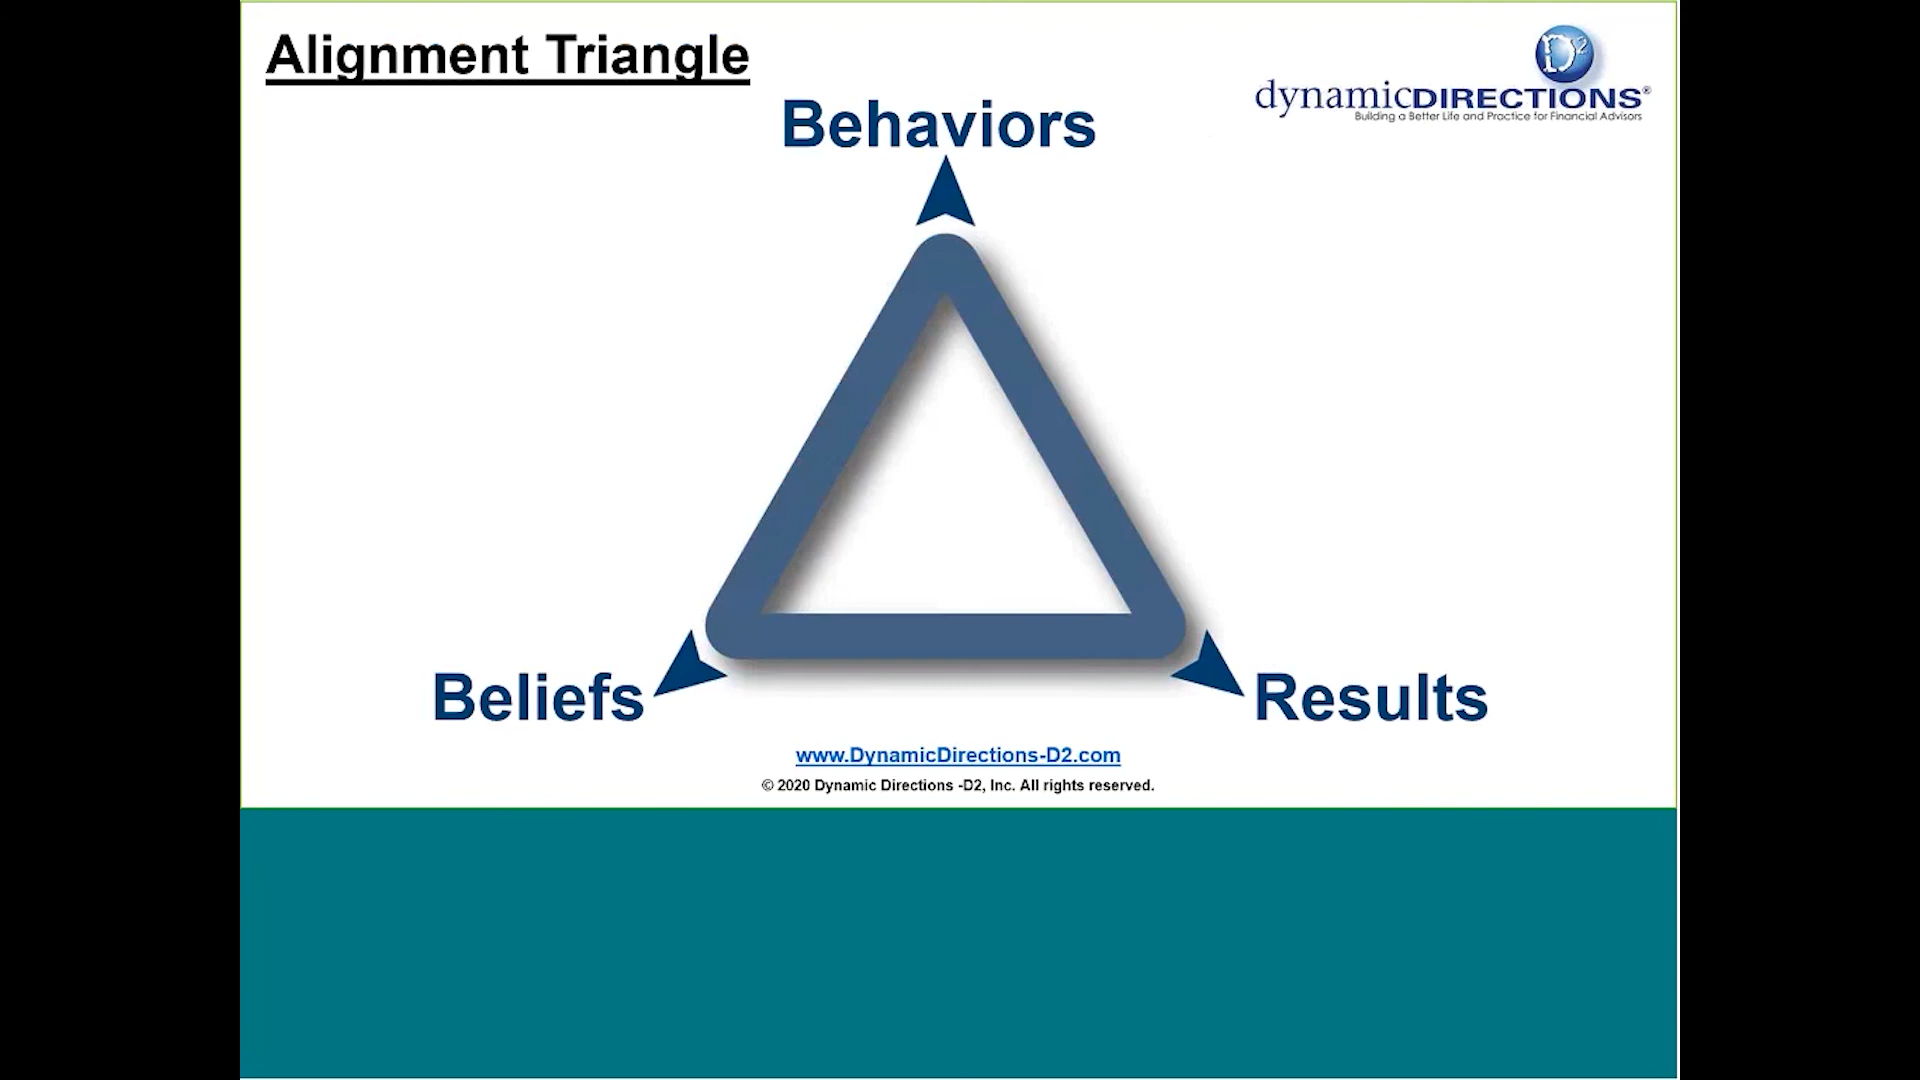 Alignment Triangle
D²
dynamicDIRECTIONS®
Building a Better Life and Practice for Financial Advisors
Behaviors
Beliefs
Results
www.DynamicDirections-D2.com
© 2020 Dynamic Directions -D2, Inc. All rights reserved.